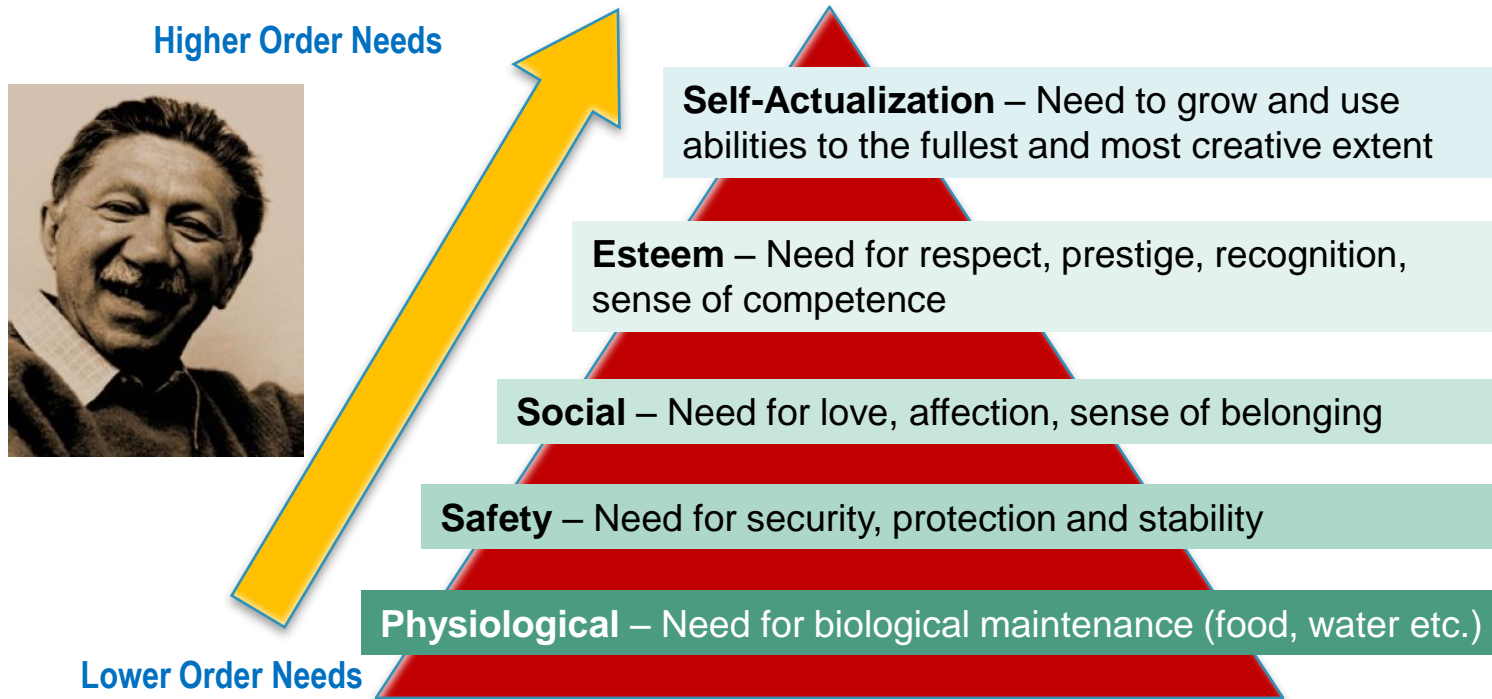 Higher Order Needs
Self-Actualization – Need to grow and use
abilities to the fullest and most creative extent
Esteem – Need for respect, prestige, recognition,
sense of competence
Social – Need for love, affection, sense of belonging
Safety – Need for security, protection and stability
Physiological – Need for biological maintenance (food, water etc.)
Lower Order Needs